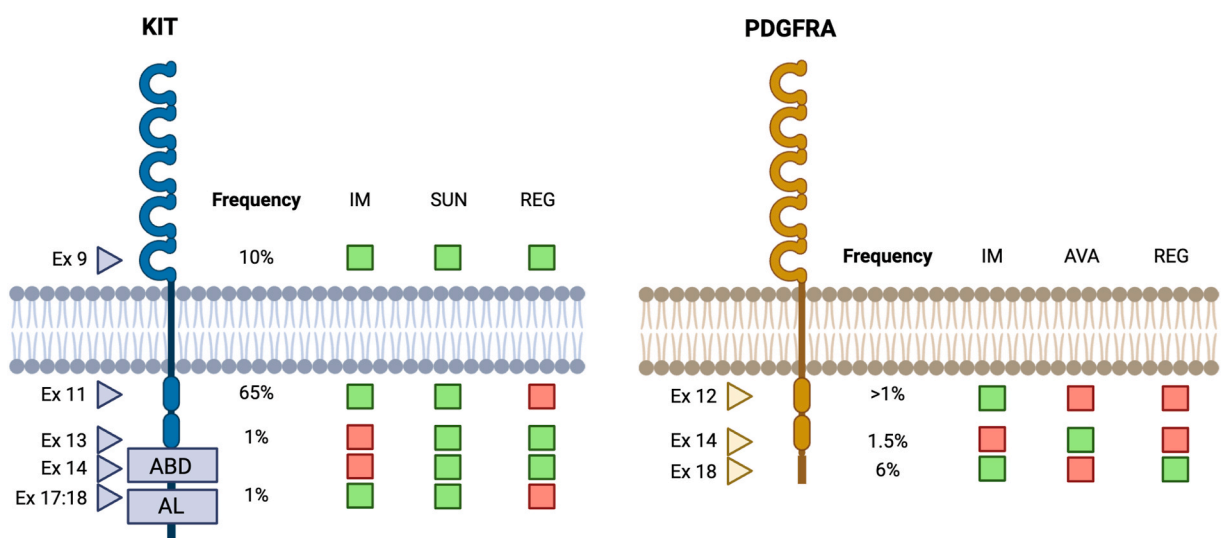 KIT
PDGFRA
Frequency IM SUN REG
Ex 9 10%
Frequency IM AVA REG
Ex 11 65%
Ex 12 >1%
Ex 13 1%
Ex 14 1.5%
Ex 14 ABD
Ex 18 6%
Ex 17:18 AL 1%